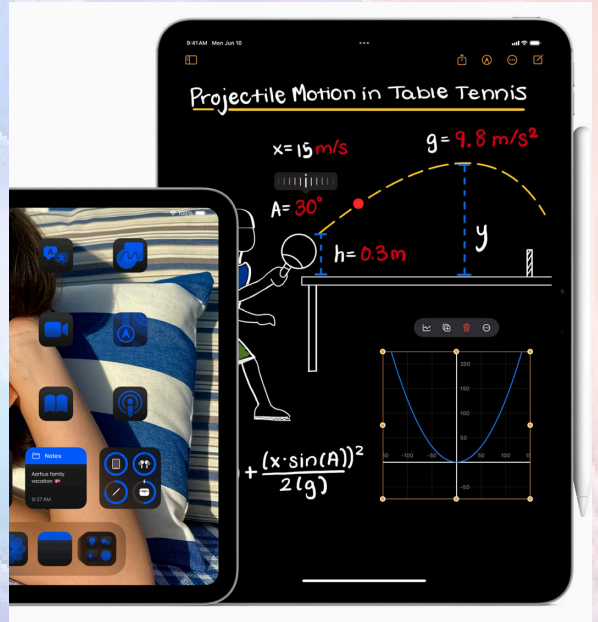 9:41 AM Mon Jun 10
Projectile Motion in Table Tennis
x= 15 m/s
g= 9.8 m/s²
A= 30°
h= 0.3m
y
200
150
100
50
-100
-50
50
100
-50
+ (x·sin(A))²
2(g)
100%
Notes
Aarhus family
vacation
9:37 AM